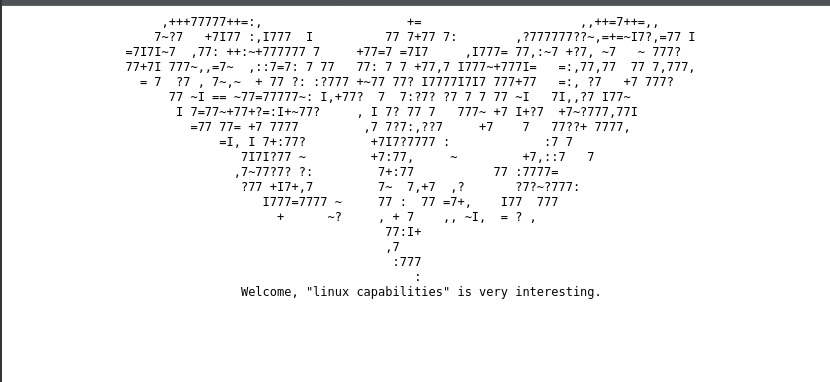 ,+++77777++=:,                    +=                      ,,++=7++=,,
    7~?7   +7I77 :,I777  I          77 7+77 7:        ,?777777??~,=+=~I7?,=77 I
=7I7I~7  ,77: ++:~+777777 7     +77=7 =7I7     ,I777= 77,:~7 +?7, ~7   ~ 777?
77+7I 777~,,=7~  ,::7=7: 7 77   77: 7 7 +77,7 I777~+777I=   =:,77,77  77 7,777,
  = 7  ?7 , 7~,~  + 77 ?: :?777 +~77 77? I7777I7I7 777+77   =:, ?7   +7 777?
      77 ~I == ~77=77777~: I,+77?  7  7:?7? ?7 7 7 77 ~I   7I,,?7 I77~
       I 7=77~+77+?=:I+~77?     , I 7? 77 7   777~ +7 I+?7  +7~?777,77I
         =77 77= +7 7777         ,7 7?7:,??7     +7    7   77??+ 7777,
             =I, I 7+:77?         +7I7?7777 :             :7 7
                7I7I?77 ~         +7:77,     ~         +7,::7   7
               ,7~77?7? ?:         7+:77           77 :7777=
                ?77 +I7+,7         7~  7,+7  ,?       ?7?~?777:
                   I777=7777 ~     77 :  77 =7+,    I77  777
                     +      ~?     , + 7    ,, ~I,  = ? ,
                                    77:I+
                                    ,7
                                     :777
                                        :
                Welcome, "linux capabilities" is very interesting.